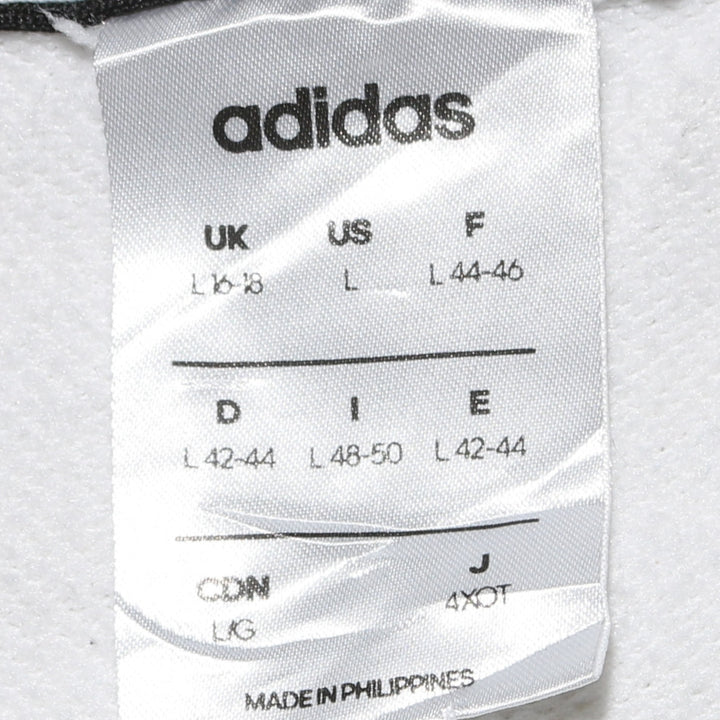 adidas
UK US F
L 16-18 L L 44-46
D I E
L 42-44 L 48-50 L 42-44
CDN J
L/G 4XOT
MADE IN PHILIPPINES